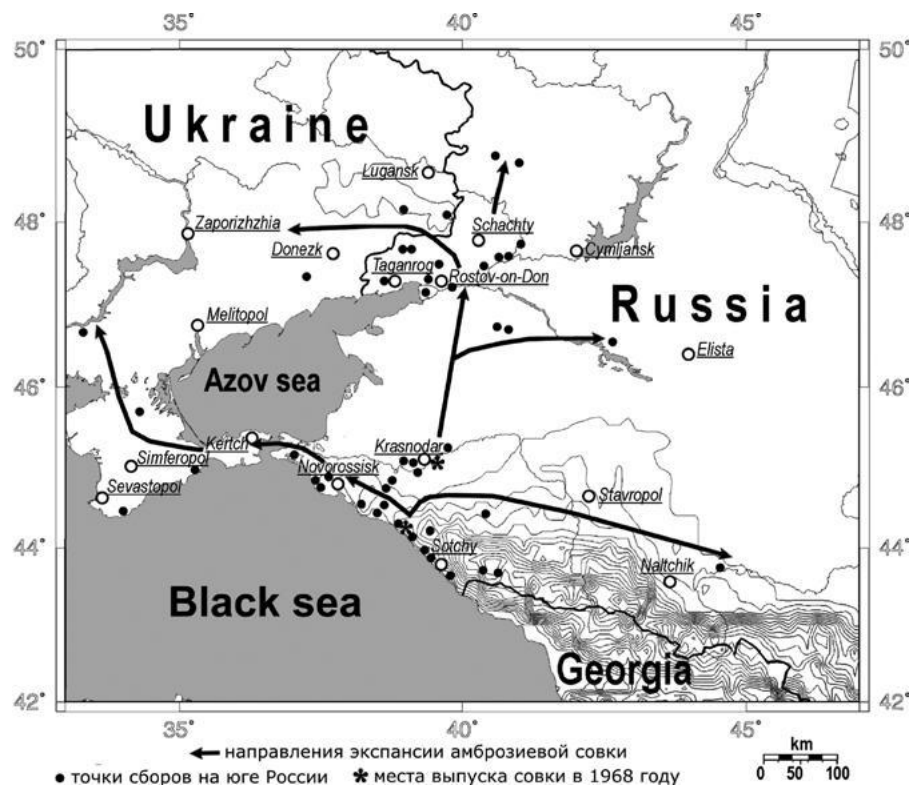 35° 40° 45°
50° 50°
Ukraine
Lugansk
48° 48°
Zaporizhzhia
Schachty
Donezk
Cymljansk
Taganrog
Rostov-on-Don
Russia
Melitopol
Elista
46° 46°
Azov sea
Kertch
Krasnodar
Simferopol
Novorossisk
Sevastopol
Stavropol
44° 44°
Sotchy
Naltchik
Black sea
Georgia
42° 42°
35° 40° 45°
направления экспансии амброзиевой совки
km
точки сборов на юге России
места выпуска совки в 1968 году
0 50 100